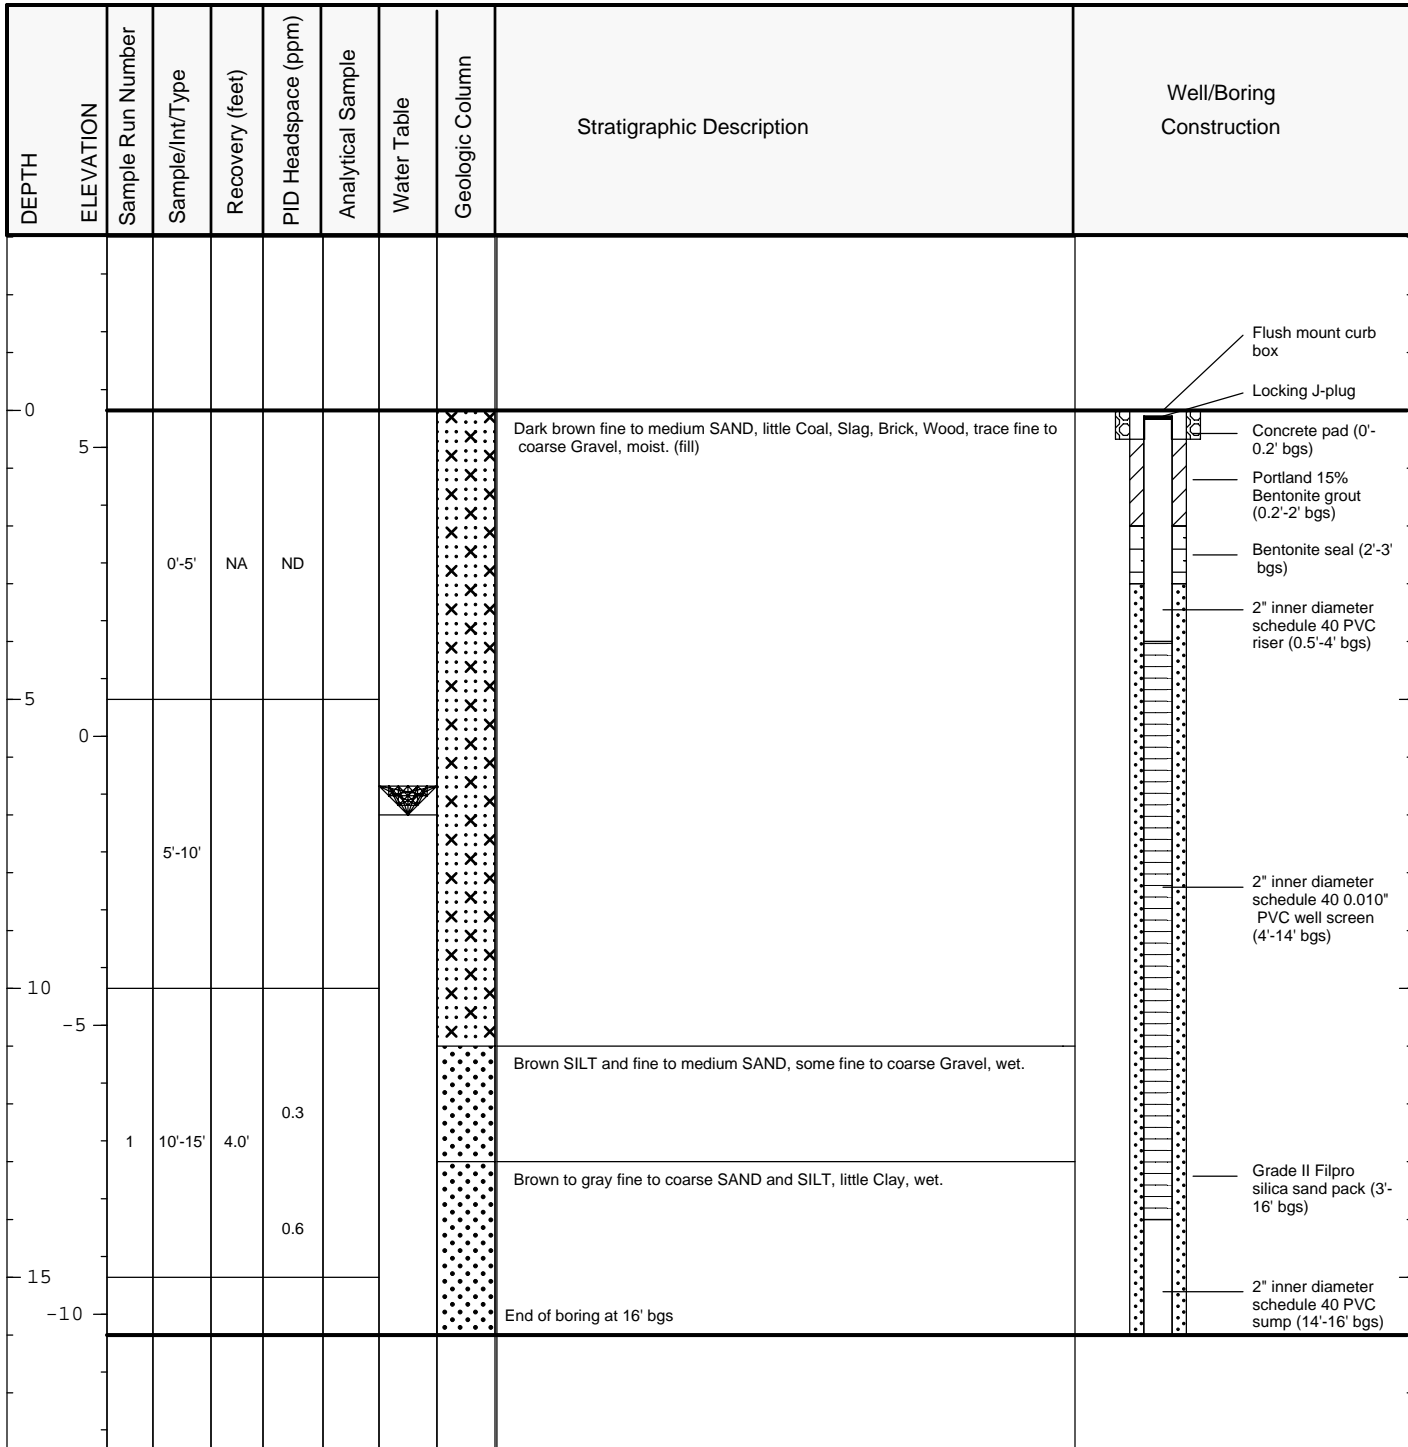 DEPTH
ELEVATION
Sample Run Number
Sample/Int/Type
Recovery (feet)
PID Headspace (ppm)
Analytical Sample
Water Table
Geologic Column
Stratigraphic Description
Well/Boring
Construction
Flush mount curb
box
Locking J-plug
0
Dark brown fine to medium SAND, little Coal, Slag, Brick, Wood, trace fine to
coarse Gravel, moist. (fill)
Concrete pad (0'-
0.2' bgs)
5
Portland 15%
Bentonite grout
(0.2'-2' bgs)
0'-5'
NA
ND
Bentonite seal (2'-3'
bgs)
2" inner diameter
schedule 40 PVC
riser (0.5'-4' bgs)
5
0
5'-10'
2" inner diameter
schedule 40 0.010"
PVC well screen
(4'-14' bgs)
10
-5
Brown SILT and fine to medium SAND, some fine to coarse Gravel, wet.
0.3
1
10'-15'
4.0'
Brown to gray fine to coarse SAND and SILT, little Clay, wet.
Grade II Filpro
silica sand pack (3'-
16' bgs)
0.6
15
-10
End of boring at 16' bgs
2" inner diameter
schedule 40 PVC
sump (14'-16' bgs)